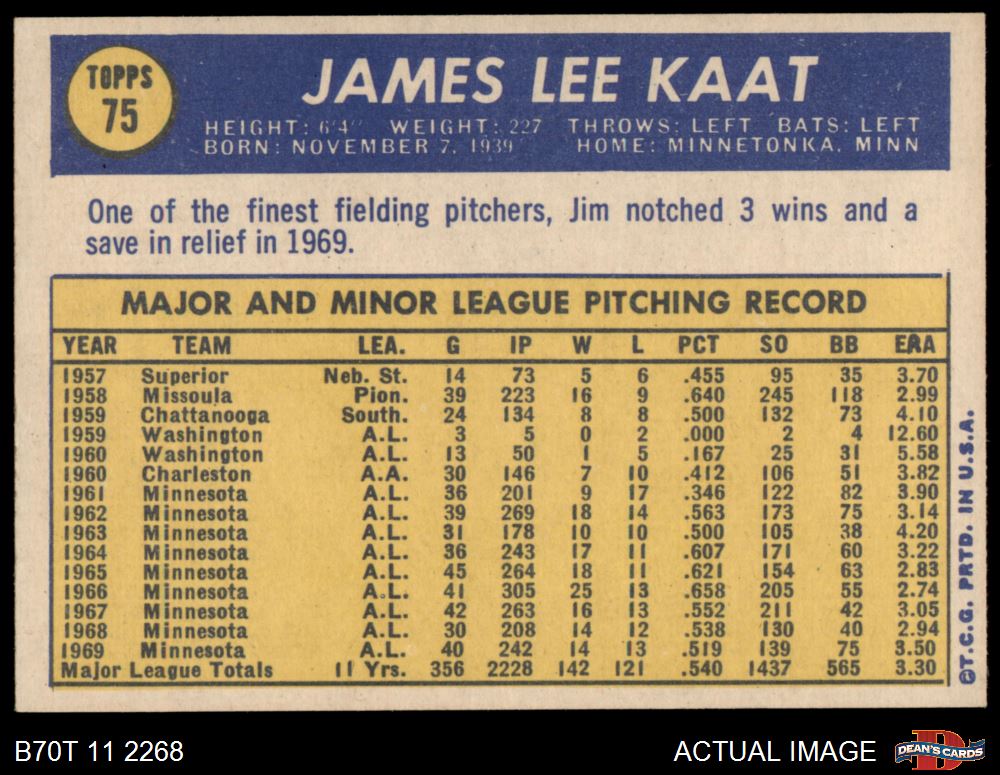 TOPPS
75
JAMES LEE KAAT
HEIGHT: 6'4" WEIGHT: 227 THROWS: LEFT BATS: LEFT
BORN: NOVEMBER 7, 1939 HOME: MINNETONKA, MINN
One of the finest fielding pitchers, Jim notched 3 wins and a
save in relief in 1969.
MAJOR AND MINOR LEAGUE PITCHING RECORD
YEAR TEAM LEA. G IP W L PCT SO BB ERA
1957 Superior Neb. St. 14 73 5 6 .455 95 35 3.70
1958 Missoula Pion. 39 223 16 9 .640 245 118 2.99
1959 Chattanooga South. 24 134 8 8 .500 132 73 4.10
1959 Washington A.L. 3 5 0 2 .000 2 4 12.60
1960 Washington A.L. 13 50 1 5 .167 25 31 5.58
1960 Charleston A.A. 30 146 7 10 .412 106 51 3.82
1961 Minnesota A.L. 36 201 9 17 .346 122 82 3.90
1962 Minnesota A.L. 39 269 18 14 .563 173 75 3.14
1963 Minnesota A.L. 31 178 10 10 .500 105 38 4.20
1964 Minnesota A.L. 36 243 17 11 .607 171 60 3.22
1965 Minnesota A.L. 45 264 18 11 .621 154 63 2.83
1966 Minnesota A.L. 41 305 25 13 .658 205 55 2.74
1967 Minnesota A.L. 42 263 16 13 .552 211 42 3.05
1968 Minnesota A.L. 30 208 14 12 .538 130 40 2.94
1969 Minnesota A.L. 40 242 14 13 .519 139 75 3.50
Major League Totals 11 Yrs. 356 2228 142 121 .540 1437 565 3.30
©T.C.G. PRTD. IN U.S.A.
B70T 11 2268
ACTUAL IMAGE
DEAN'S CARDS